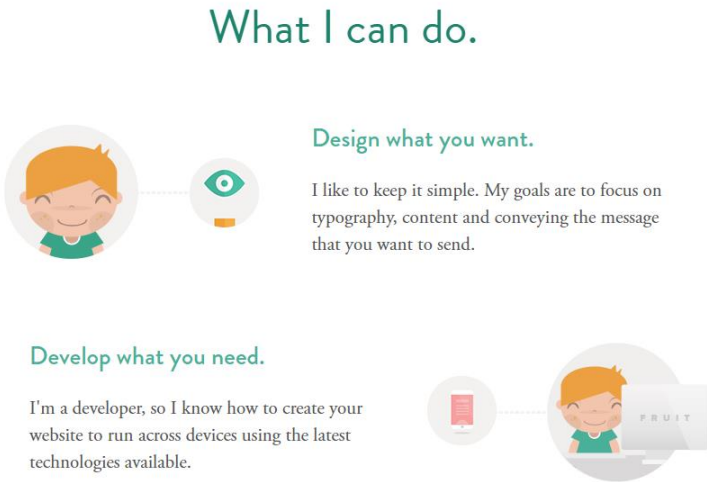 What I can do.
Design what you want.
I like to keep it simple. My goals are to focus on
typography, content and conveying the message
that you want to send.
Develop what you need.
I'm a developer, so I know how to create your
website to run across devices using the latest
technologies available.
FRUIT